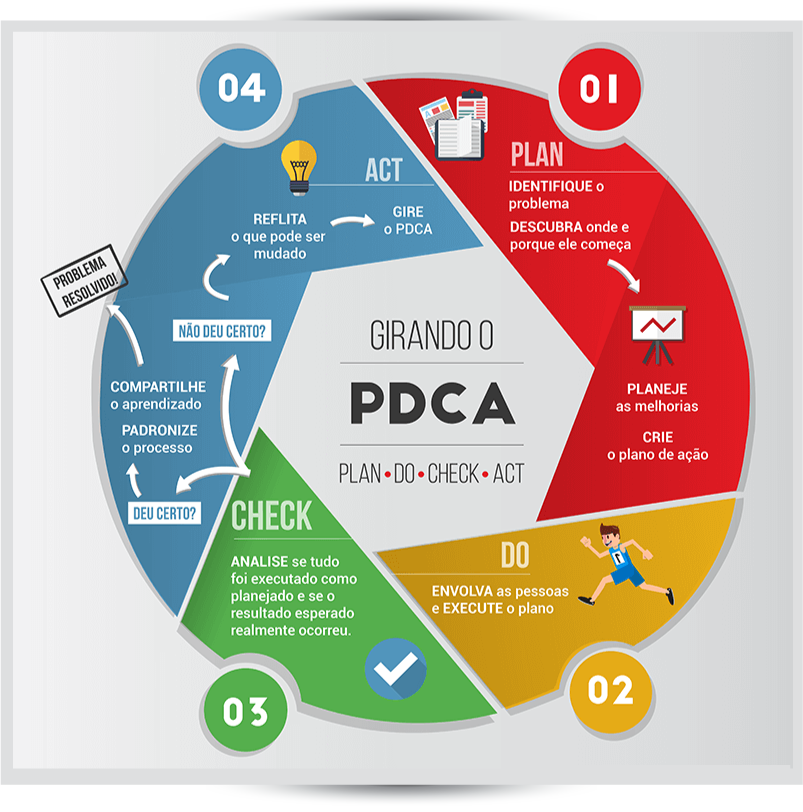 04
01
PLAN
IDENTIFIQUE o
problema
DESCUBRA onde e
porque ele começa
PLANEJE
as melhorias
CRIE
o plano de ação
DO
ENVOLVA as pessoas
e EXECUTE o plano
02
CHECK
ANALISE se tudo
foi executado como
planejado e se o
resultado esperado
realmente ocorreu.
03
ACT
REFLITA
o que pode ser
mudado
GIRE
o PDCA
NÃO DEU CERTO?
DEU CERTO?
PADRONIZE
o processo
COMPARTILHE
o aprendizado
PROBLEMA
RESOLVIDO!
GIRANDO O
PDCA
PLAN • DO • CHECK • ACT